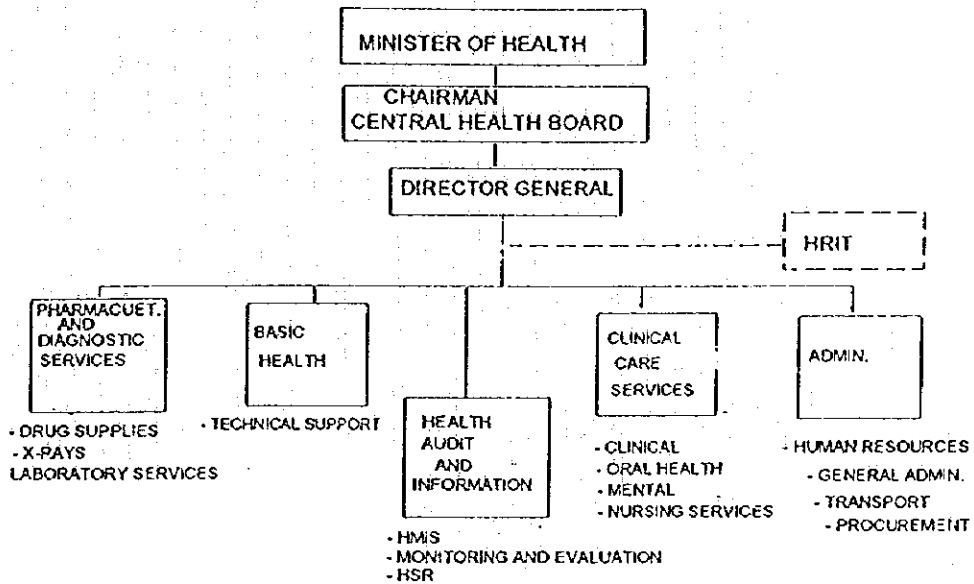 MINISTER OF HEALTH
CHAIRMAN
CENTRAL HEALTH BOARD
DIRECTOR GENERAL
HRIT
PHARMACUET.
AND
DIAGNOSTIC
SERVICES
- DRUG SUPPLIES
- X-PAYS
LABORATORY SERVICES
BASIC
HEALTH
- TECHNICAL SUPPORT
HEALTH
AUDIT
AND
INFORMATION
- HMIS
- MONITORING AND EVALUATION
- HSR
CLINICAL
CARE
SERVICES
- CLINICAL
- ORAL HEALTH
- MENTAL
- NURSING SERVICES
ADMIN.
- HUMAN RESOURCES
- GENERAL ADMIN.
- TRANSPORT
- PROCUREMENT